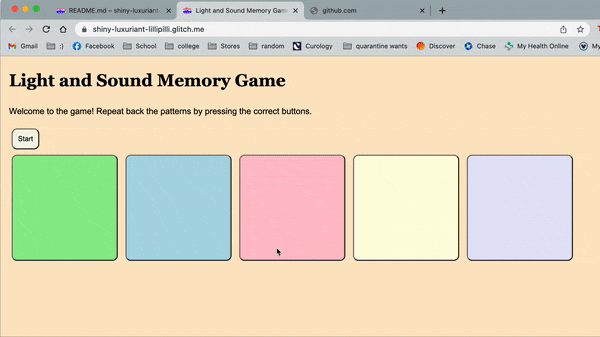 README.md – shiny-luxuriant-lil
Light and Sound Memory Game
github.com
shiny-luxuriant-lillipilli.glitch.me
Gmail :) Facebook School college Stores random Curology quarantine wants Discover Chase My Health Online My
Light and Sound Memory Game
Welcome to the game! Repeat back the patterns by pressing the correct buttons.
Start